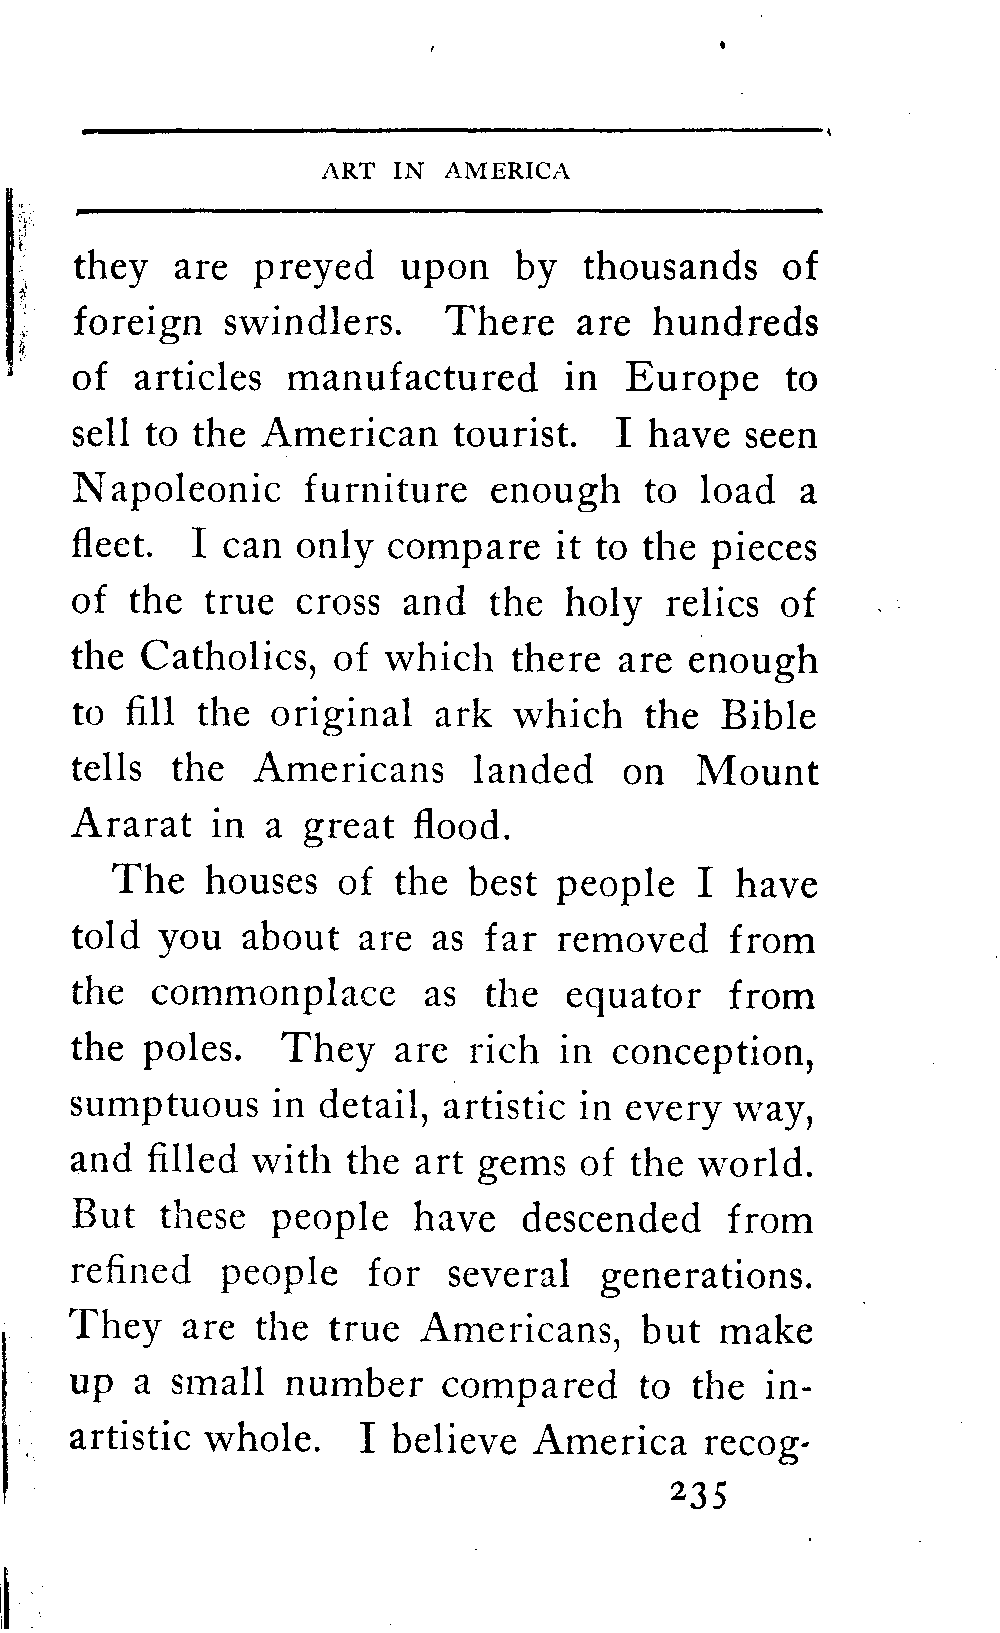 ART IN AMERICA
they are preyed upon by thousands of
foreign swindlers. There are hundreds
of articles manufactured in Europe to
sell to the American tourist. I have seen
Napoleonic furniture enough to load a
fleet. I can only compare it to the pieces
of the true cross and the holy relics of
the Catholics, of which there are enough
to fill the original ark which the Bible
tells the Americans landed on Mount
Ararat in a great flood.
The houses of the best people I have
told you about are as far removed from
the commonplace as the equator from
the poles. They are rich in conception,
sumptuous in detail, artistic in every way,
and filled with the art gems of the world.
But these people have descended from
refined people for several generations.
They are the true Americans, but make
up a small number compared to the in-
artistic whole. I believe America recog-
235